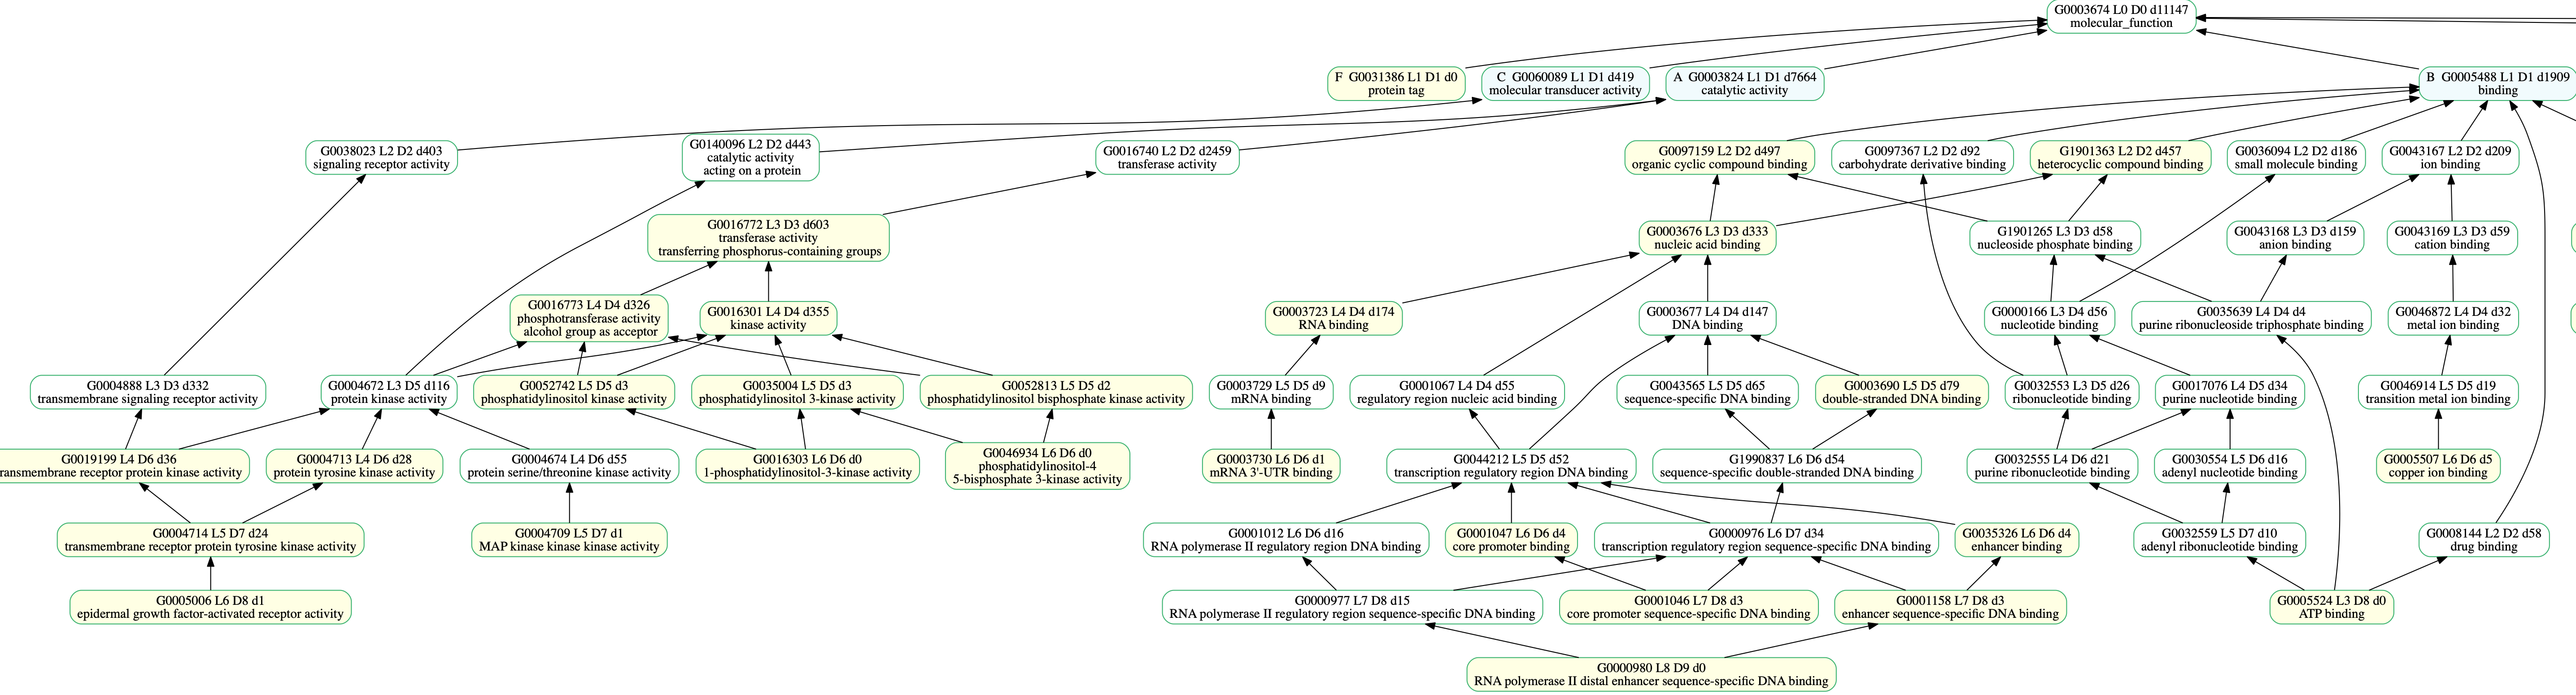 G0003674 L0 D0 d11147
molecular_function
F G0031386 L1 D1 d0
protein tag
C G0060089 L1 D1 d419
molecular transducer activity
A G0003824 L1 D1 d7664
catalytic activity
B G0005488 L1 D1 d1909
binding
G0038023 L2 D2 d403
signaling receptor activity
G0140096 L2 D2 d443
catalytic activity
acting on a protein
G0016740 L2 D2 d2459
transferase activity
G0097159 L2 D2 d497
organic cyclic compound binding
G0097367 L2 D2 d92
carbohydrate derivative binding
G1901363 L2 D2 d457
heterocyclic compound binding
G0036094 L2 D2 d186
small molecule binding
G0043167 L2 D2 d209
ion binding
G0016772 L3 D3 d603
transferase activity
transferring phosphorus-containing groups
G0003676 L3 D3 d333
nucleic acid binding
G1901265 L3 D3 d58
nucleoside phosphate binding
G0043168 L3 D3 d159
anion binding
G0043169 L3 D3 d59
cation binding
G0016773 L4 D4 d326
phosphotransferase activity
alcohol group as acceptor
G0016301 L4 D4 d355
kinase activity
G0003723 L4 D4 d174
RNA binding
G0003677 L4 D4 d147
DNA binding
G0000166 L3 D4 d56
nucleotide binding
G0035639 L4 D4 d4
purine ribonucleoside triphosphate binding
G0046872 L4 D4 d32
metal ion binding
G0004888 L3 D3 d332
transmembrane signaling receptor activity
G0004672 L3 D5 d116
protein kinase activity
G0052742 L5 D5 d3
phosphatidylinositol kinase activity
G0035004 L5 D5 d3
phosphatidylinositol 3-kinase activity
G0052813 L5 D5 d2
phosphatidylinositol bisphosphate kinase activity
G0003729 L5 D5 d9
mRNA binding
G0001067 L4 D4 d55
regulatory region nucleic acid binding
G0043565 L5 D5 d65
sequence-specific DNA binding
G0003690 L5 D5 d79
double-stranded DNA binding
G0032553 L3 D5 d26
ribonucleotide binding
G0017076 L4 D5 d34
purine nucleotide binding
G0046914 L5 D5 d19
transition metal ion binding
G0019199 L4 D6 d36
ransmembrane receptor protein kinase activity
G0004713 L4 D6 d28
protein tyrosine kinase activity
G0004674 L4 D6 d55
protein serine/threonine kinase activity
G0016303 L6 D6 d0
1-phosphatidylinositol-3-kinase activity
G0046934 L6 D6 d0
phosphatidylinositol-4
5-bisphosphate 3-kinase activity
G0003730 L6 D6 d1
mRNA 3'-UTR binding
G0044212 L5 D5 d52
transcription regulatory region DNA binding
G1990837 L6 D6 d54
sequence-specific double-stranded DNA binding
G0032555 L4 D6 d21
purine ribonucleotide binding
G0030554 L5 D6 d16
adenyl nucleotide binding
G0005507 L6 D6 d5
copper ion binding
G0004714 L5 D7 d24
transmembrane receptor protein tyrosine kinase activity
G0004709 L5 D7 d1
MAP kinase kinase kinase activity
G0001012 L6 D6 d16
RNA polymerase II regulatory region DNA binding
G0001047 L6 D6 d4
core promoter binding
G0000976 L6 D7 d34
transcription regulatory region sequence-specific DNA binding
G0035326 L6 D6 d4
enhancer binding
G0032559 L5 D7 d10
adenyl ribonucleotide binding
G0008144 L2 D2 d58
drug binding
G0005006 L6 D8 d1
epidermal growth factor-activated receptor activity
G0000977 L7 D8 d15
RNA polymerase II regulatory region sequence-specific DNA binding
G0001046 L7 D8 d3
core promoter sequence-specific DNA binding
G0001158 L7 D8 d3
enhancer sequence-specific DNA binding
G0005524 L3 D8 d0
ATP binding
G0000980 L8 D9 d0
RNA polymerase II distal enhancer sequence-specific DNA binding